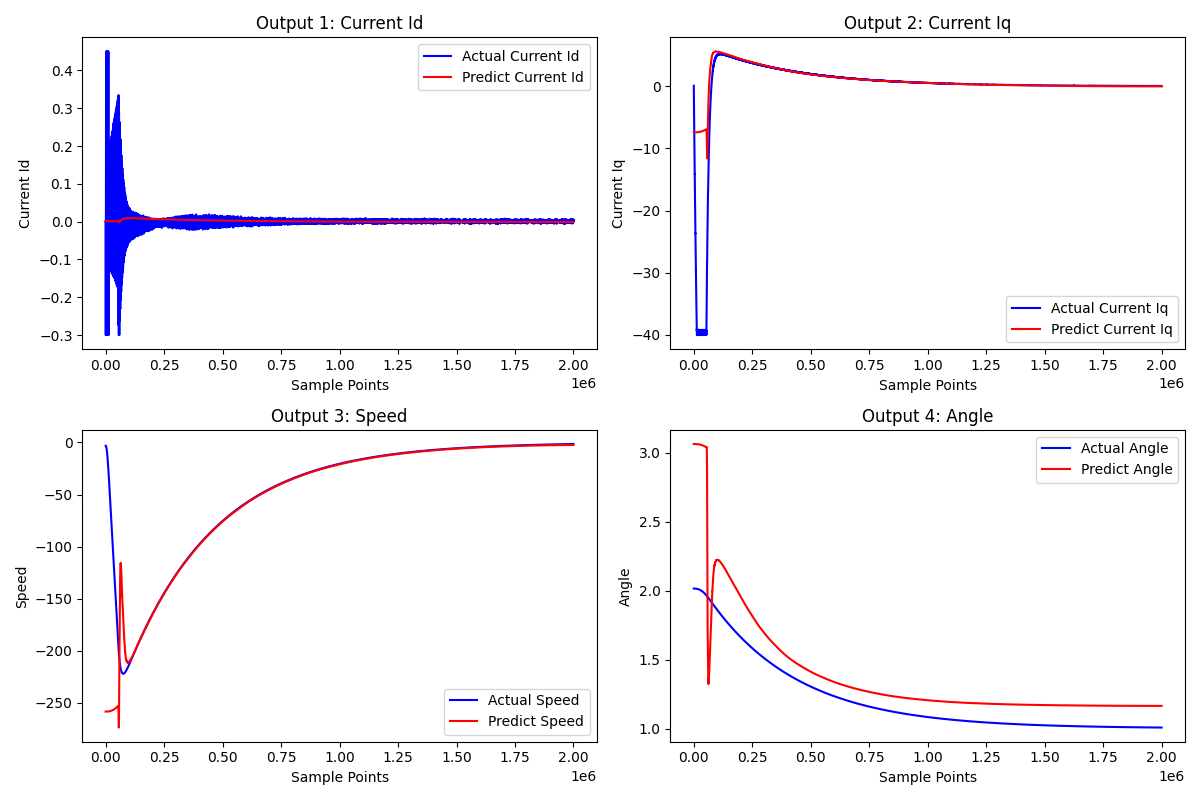 Output 1: Current Id
Actual Current Id
Predict Current Id
Current Id
0.4
0.3
0.2
0.1
0.0
−0.1
−0.2
−0.3
0.00 0.25 0.50 0.75 1.00 1.25 1.50 1.75 2.00
Sample Points
1e6
Output 2: Current Iq
Current Iq
0
−10
−20
−30
−40
Actual Current Iq
Predict Current Iq
0.00 0.25 0.50 0.75 1.00 1.25 1.50 1.75 2.00
Sample Points
1e6
Output 3: Speed
Speed
0
−50
−100
−150
−200
−250
Actual Speed
Predict Speed
0.00 0.25 0.50 0.75 1.00 1.25 1.50 1.75 2.00
Sample Points
1e6
Output 4: Angle
Actual Angle
Predict Angle
Angle
3.0
2.5
2.0
1.5
1.0
0.00 0.25 0.50 0.75 1.00 1.25 1.50 1.75 2.00
Sample Points
1e6